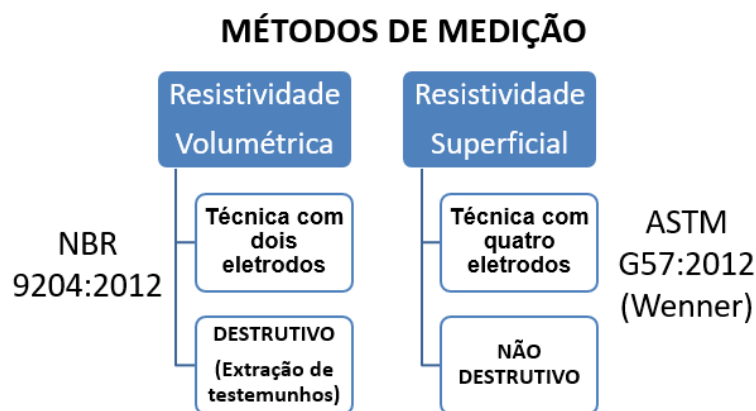 MÉTODOS DE MEDIÇÃO
Resistividade
Volumétrica
Técnica com
dois
eletrodos
DESTRUTIVO
(Extração de
testemunhos)
NBR
9204:2012
Resistividade
Superficial
Técnica com
quatro
eletrodos
NÃO
DESTRUTIVO
ASTM
G57:2012
(Wenner)